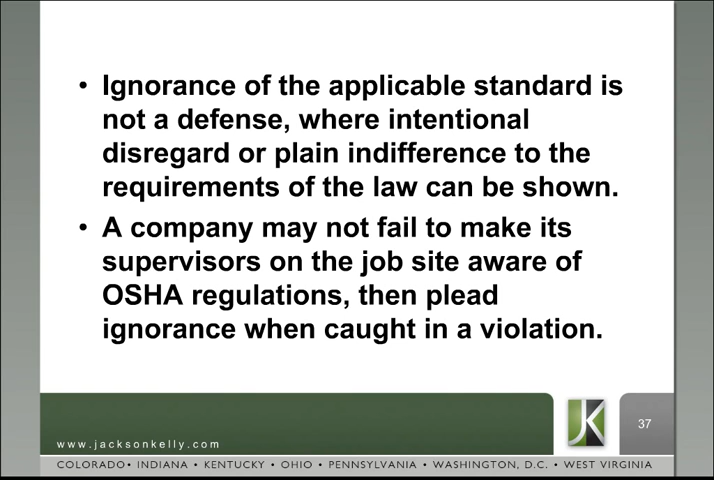 • Ignorance of the applicable standard is
not a defense, where intentional
disregard or plain indifference to the
requirements of the law can be shown.
• A company may not fail to make its
supervisors on the job site aware of
OSHA regulations, then plead
ignorance when caught in a violation.
JK
37
www.jacksonkelly.com
COLORADO • INDIANA • KENTUCKY • OHIO • PENNSYLVANIA • WASHINGTON, D.C. • WEST VIRGINIA